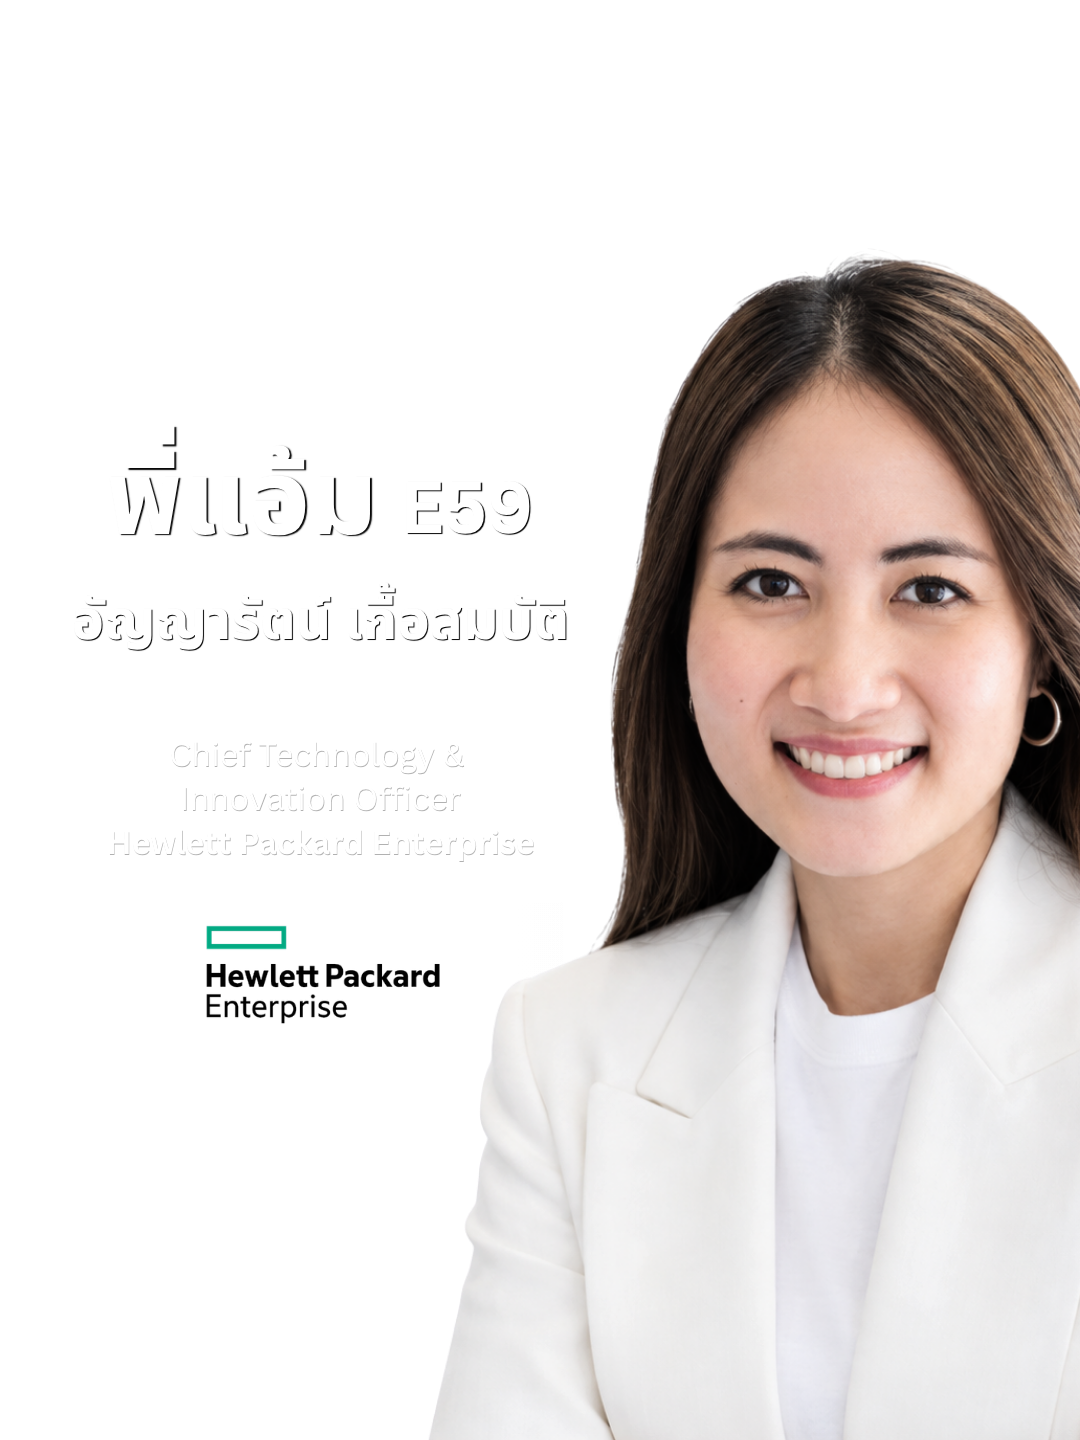 พี่แอ้ม E59
อัญญารัตน์ เกื้อสมบัติ
Chief Technology &
Innovation Officer
Hewlett Packard Enterprise
Hewlett Packard
Enterprise